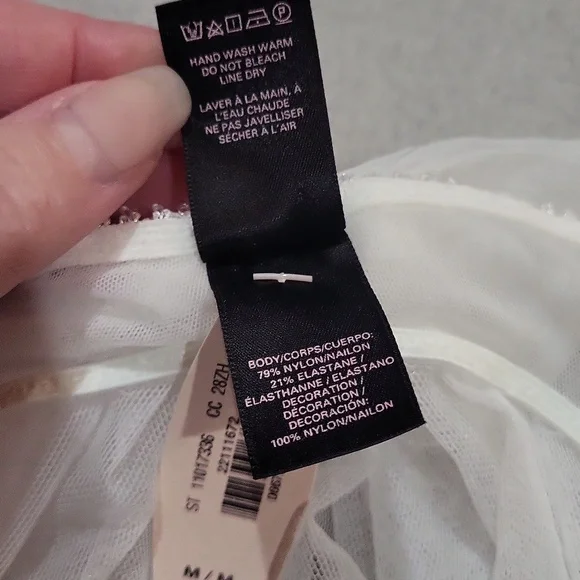 HAND WASH WARM
DO NOT BLEACH
LINE DRY
LAVER À LA MAIN, À
L'EAU CHAUDE
NE PAS JAVELLISER
SÉCHER À L'AIR
BODY/CORPS/CUERPO:
79% NYLON/NAILON
21% ELASTANE /
ÉLASTHANNE / ELASTANO
DECORATION /
DÉCORATION /
DECORACIÓN:
100% NYLON/NAILON
ST 11017336 CC 28ZH
22111672
M / M